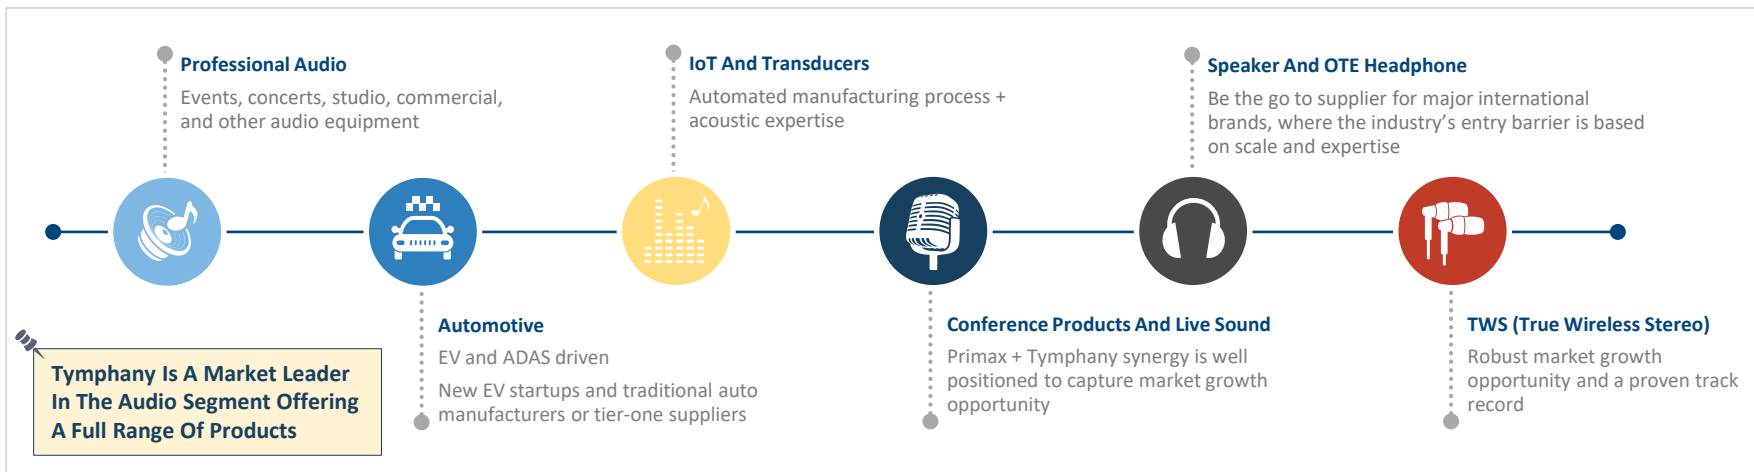 Professional Audio
Events, concerts, studio, commercial,
and other audio equipment
IoT And Transducers
Automated manufacturing process +
acoustic expertise
Speaker And OTE Headphone
Be the go to supplier for major international
brands, where the industry’s entry barrier is based
on scale and expertise
Automotive
EV and ADAS driven
New EV startups and traditional auto
manufacturers or tier-one suppliers
Conference Products And Live Sound
Primax + Tymphany synergy is well
positioned to capture market growth
opportunity
TWS (True Wireless Stereo)
Robust market growth
opportunity and a proven track
record
Tymphany Is A Market Leader
In The Audio Segment Offering
A Full Range Of Products